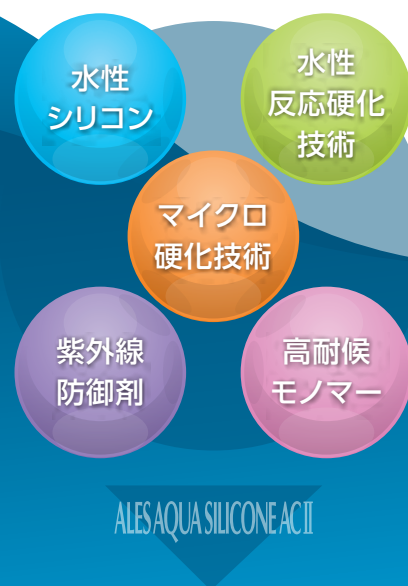 水性
シリコン
水性
反応硬化
技術
マイクロ
硬化技術
紫外線
防御剤
高耐候
モノマー
ALES AQUA SILICONE ACⅡ